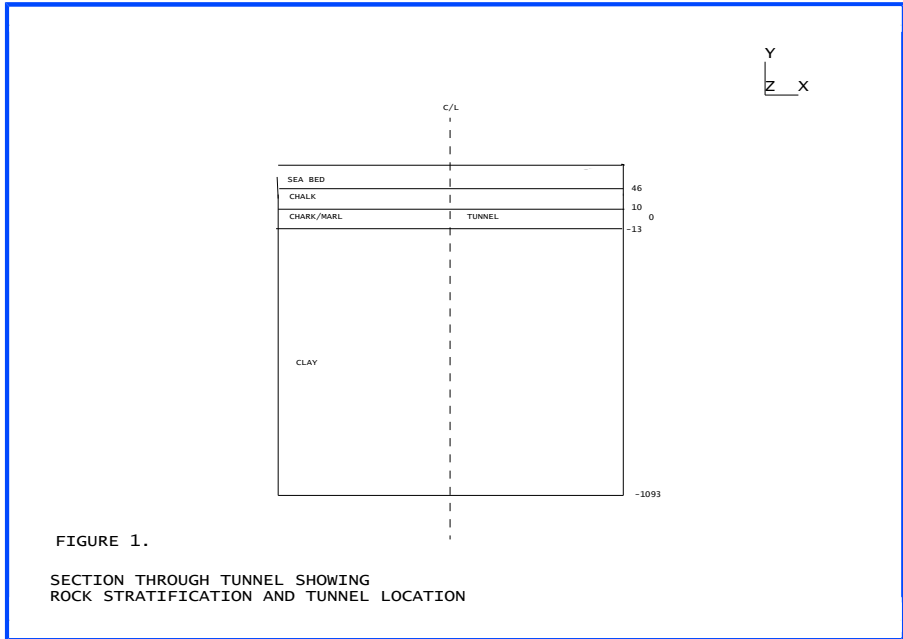 Y
Z X
C/L
SEA BED
46
CHALK
10
CHARK/MARL TUNNEL 0
-13
CLAY
-1093
FIGURE 1.
SECTION THROUGH TUNNEL SHOWING
ROCK STRATIFICATION AND TUNNEL LOCATION